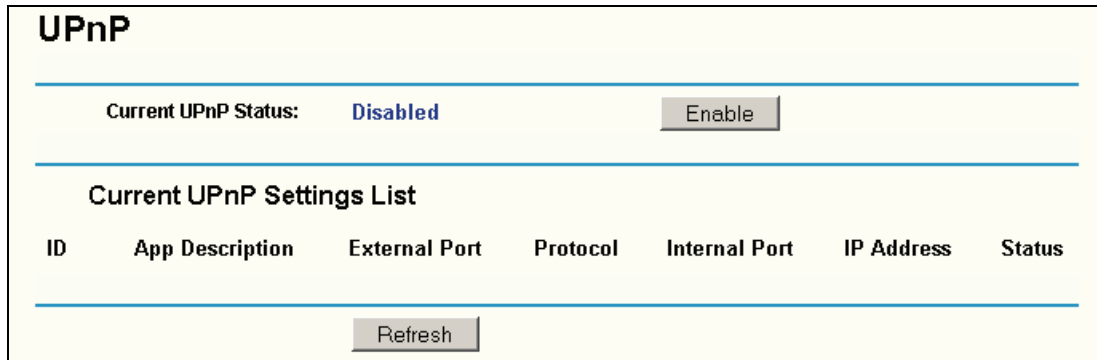 UPnP
Current UPnP Status: Disabled Enable
Current UPnP Settings List
ID App Description External Port Protocol Internal Port IP Address Status
Refresh